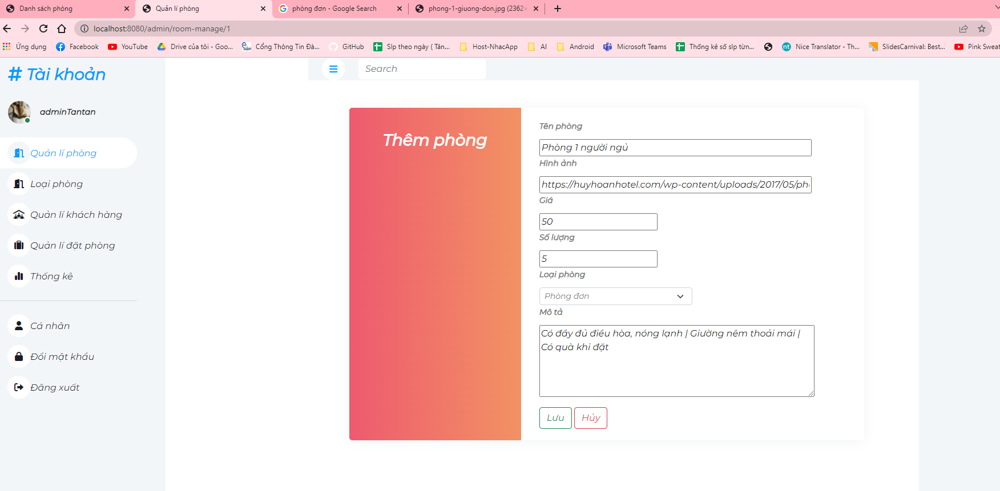 Danh sách phòng
Quản lí phòng
phòng đơn - Google Search
phong-1-giuong-don.jpg (2362×
localhost:8080/admin/room-manage/1
Ứng dụng
Facebook
YouTube
Drive của tôi - Goo...
Cổng Thông Tin Đà...
GitHub
Slp theo ngày ( Tân...
Host-NhacApp
AI
Android
Microsoft Teams
Thống kê số slp từn...
nt
Nice Translator - Th...
SlidesCarnival: Best...
Pink Sweat
# Tài khoản
adminTantan
Quản lí phòng
Loại phòng
Quản lí khách hàng
Quản lí đặt phòng
Thống kê
Cá nhân
Đổi mật khẩu
Đăng xuất
Search
Thêm phòng
Tên phòng
Phòng 1 người ngủ
Hình ảnh
https://huyhoanhotel.com/wp-content/uploads/2017/05/pho
Giá
50
Số lượng
5
Loại phòng
Phòng đơn
Mô tả
Có đầy đủ điều hòa, nóng lạnh | Giường nêm thoải mái |
Có quà khi đặt
Lưu
Hủy